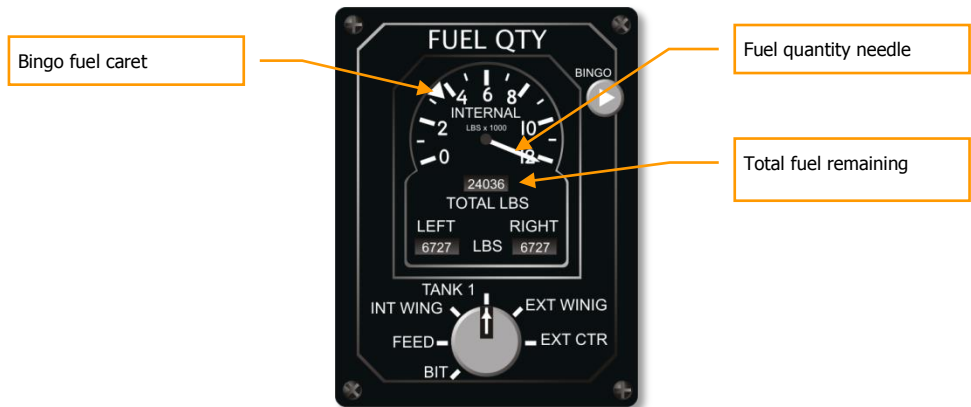 Bingo fuel caret
FUEL QTY
Fuel quantity needle
BINGO
4 6 8
INTERNAL
LBS x 1000
2 10
0 12
Total fuel remaining
24036
TOTAL LBS
LEFT RIGHT
6727 LBS 6727
TANK 1
INT WING EXT WINIG
FEED EXT CTR
BIT